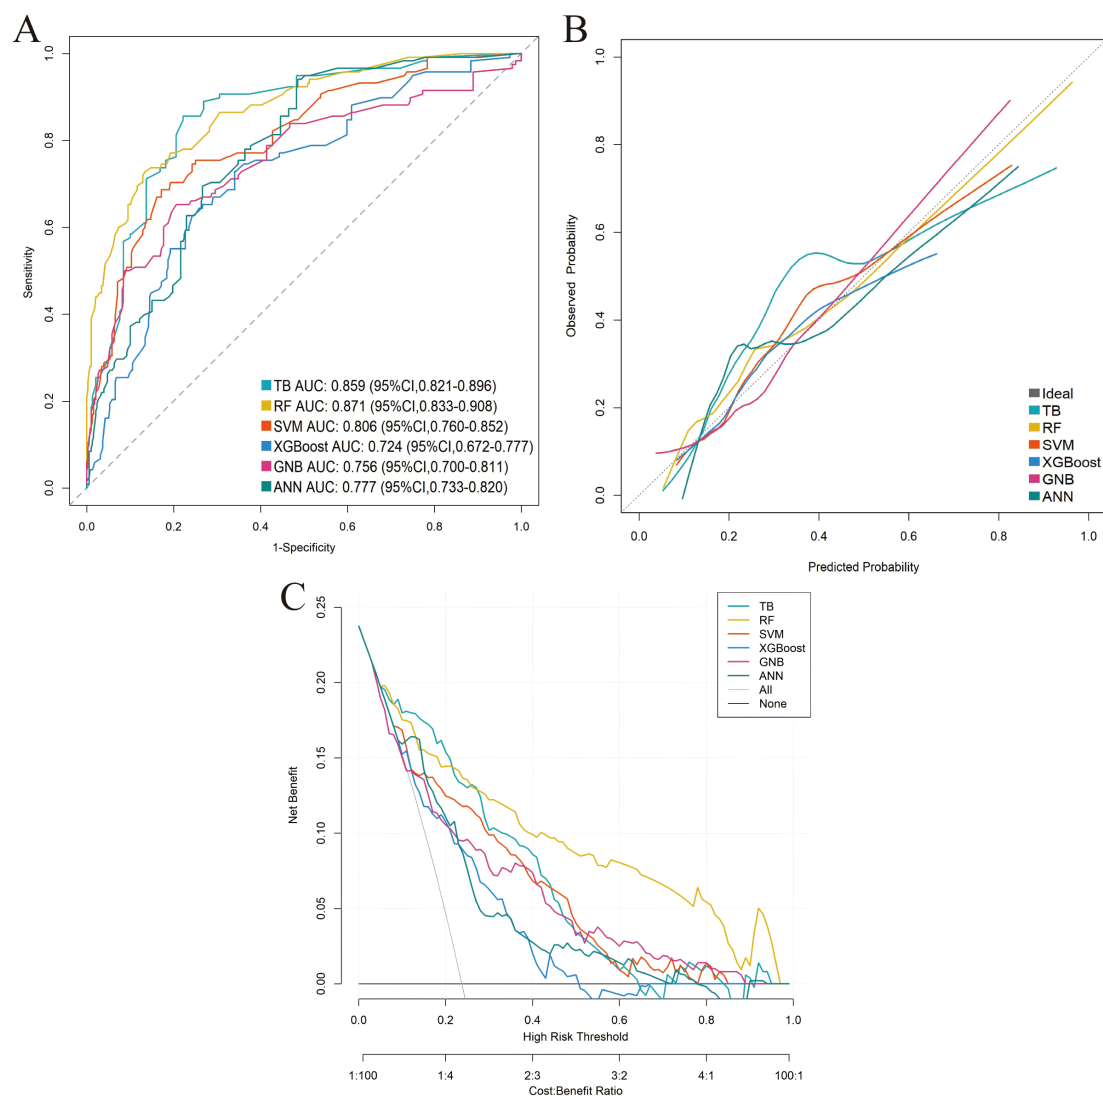 A
1.0
0.8
0.6
0.4
0.2
0.0
Sensitivity
TB AUC: 0.859 (95%CI,0.821-0.896)
RF AUC: 0.871 (95%CI,0.833-0.908)
SVM AUC: 0.806 (95%CI,0.760-0.852)
XGBoost AUC: 0.724 (95%CI,0.672-0.777)
GNB AUC: 0.756 (95%CI,0.700-0.811)
ANN AUC: 0.777 (95%CI,0.733-0.820)
0.0 0.2 0.4 0.6 0.8 1.0
1-Specificity
B
1.0
0.8
0.6
0.4
0.2
0.0
Observed Probability
Ideal
TB
RF
SVM
XGBoost
GNB
ANN
0.0 0.2 0.4 0.6 0.8 1.0
Predicted Probability
C
0.25
0.20
0.15
0.10
0.05
0.00
Net Benefit
TB
RF
SVM
XGBoost
GNB
ANN
All
None
0.0 0.2 0.4 0.6 0.8 1.0
High Risk Threshold
1:100 1:4 2:3 3:2 4:1 100:1
Cost:Benefit Ratio